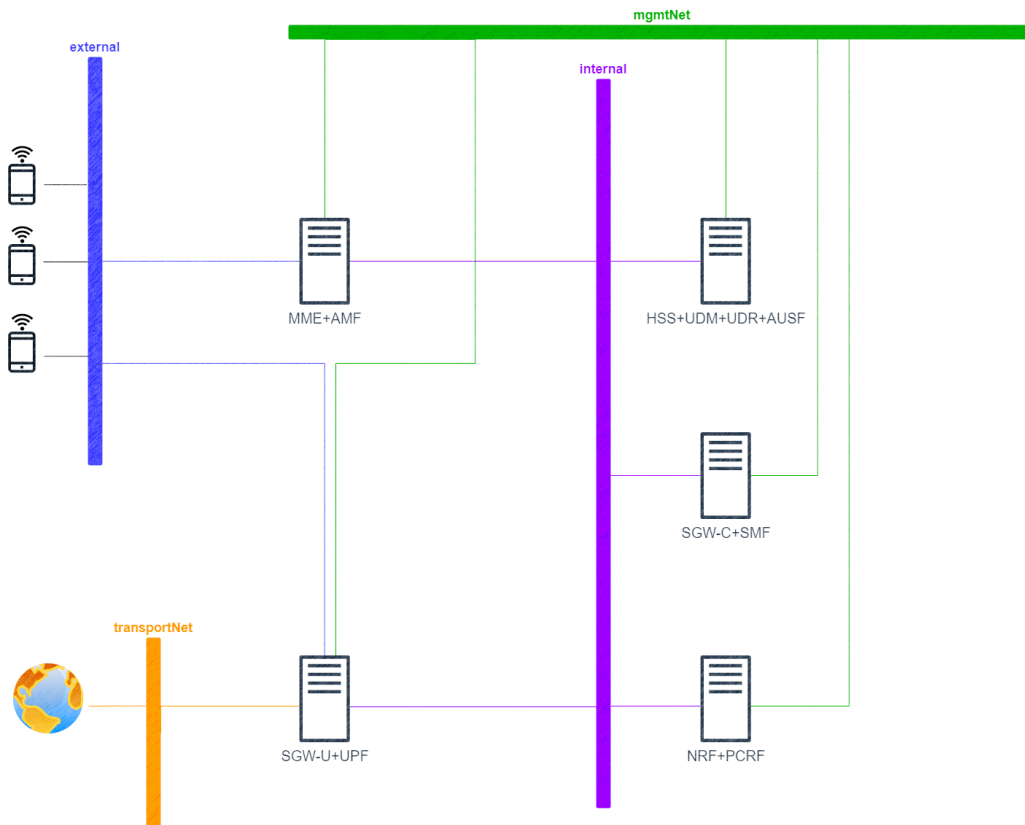 mgmtNet
external
internal
MME+AMF
HSS+UDM+UDR+AUSF
SGW-C+SMF
transportNet
SGW-U+UPF
NRF+PCRF